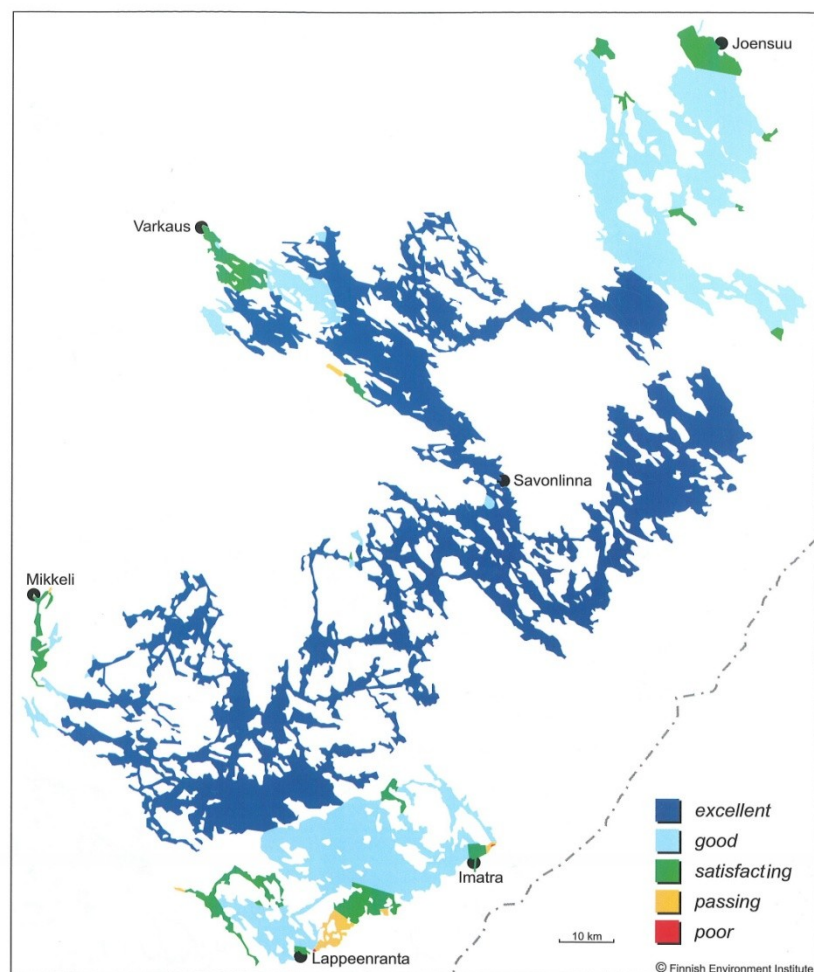 Joensuu
Varkaus
Savonlinna
Mikkeli
excellent
good
satisfacting
passing
poor
Imatra
10 km
Lappeenranta
© Finnish Environment Institute